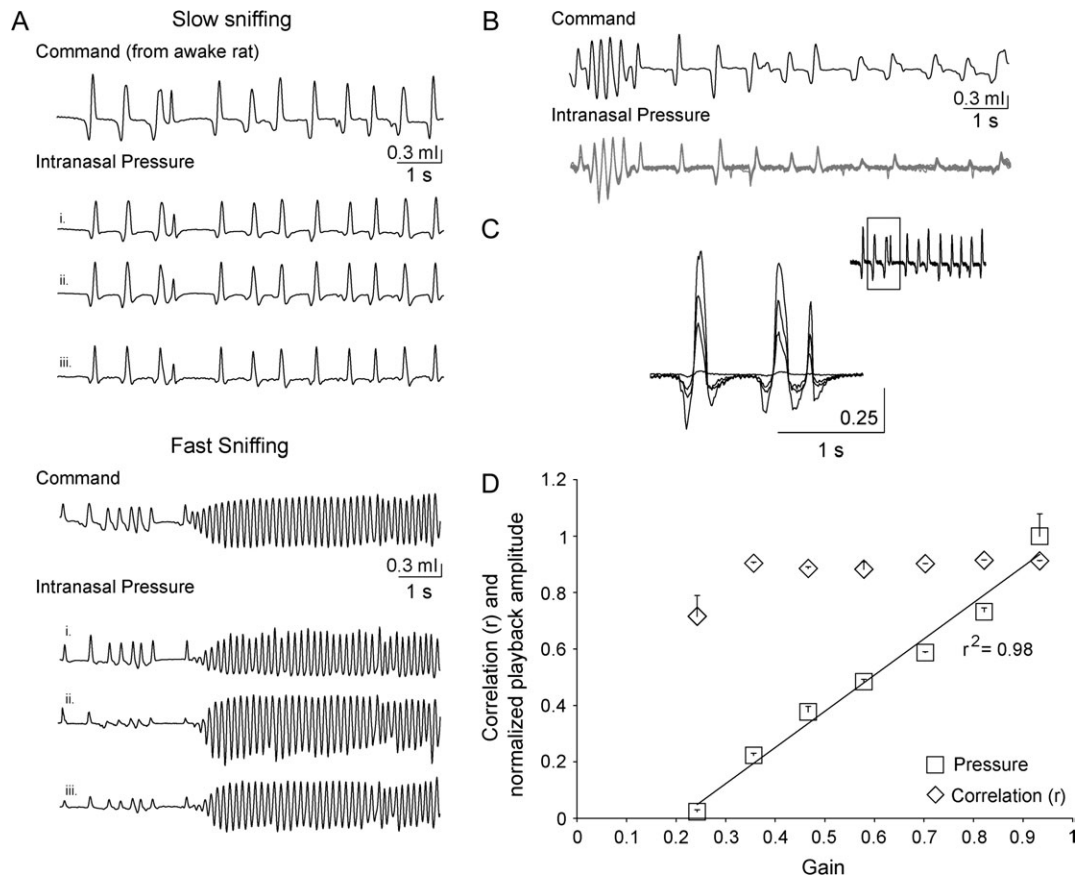 A
Slow sniffing
Command (from awake rat)
0.3 ml
1 s
Intranasal Pressure
i.
ii.
iii.
Fast Sniffing
Command
0.3 ml
1 s
Intranasal Pressure
i.
ii.
iii.
B
Command
0.3 ml
1 s
Intranasal Pressure
C
0.25
1 s
D
Correlation (r) and
normalized playback amplitude
1.2
1
0.8
0.6
0.4
0.2
0
0 0.1 0.2 0.3 0.4 0.5 0.6 0.7 0.8 0.9 1
Gain
r²= 0.98
Pressure
Correlation (r)